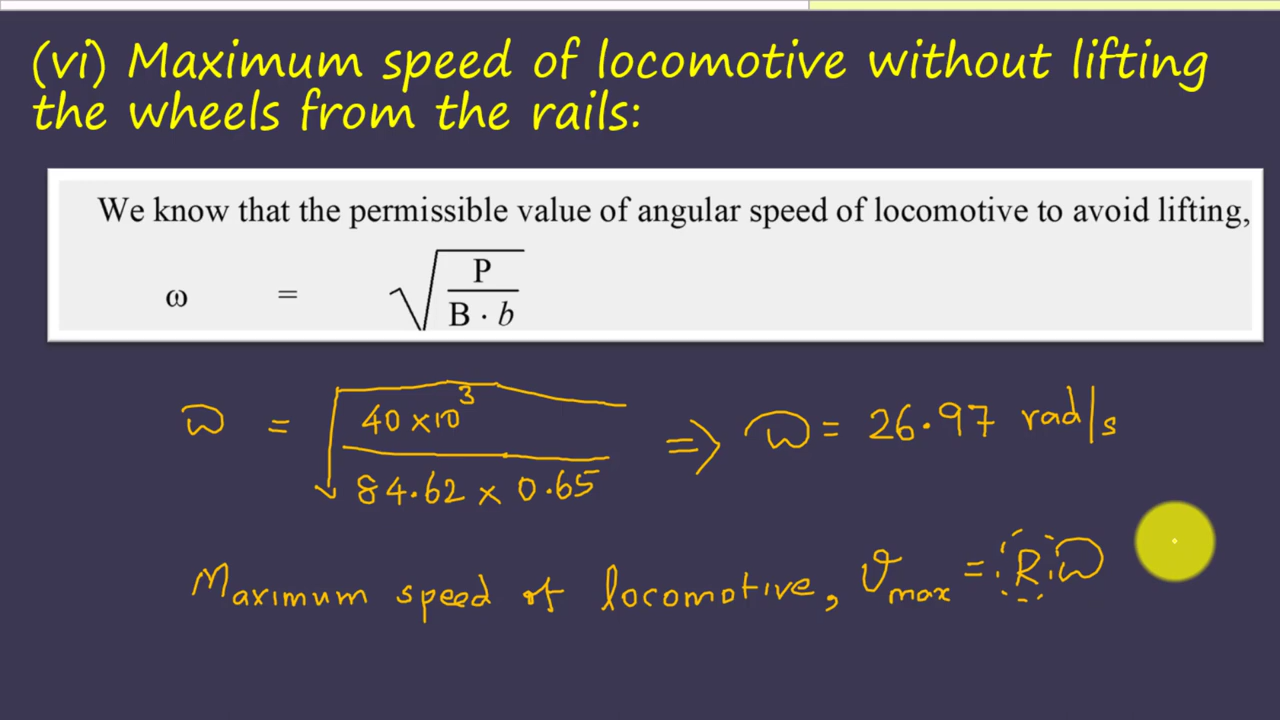 (vi) Maximum speed of locomotive without lifting
the wheels from the rails:
We know that the permissible value of angular speed of locomotive to avoid lifting,
ω = √(P / B · b)
ω = √(40 × 10³ / 84.62 × 0.65) ⇒ ω = 26.97 rad/s
Maximum speed of locomotive, v_max = R.ω